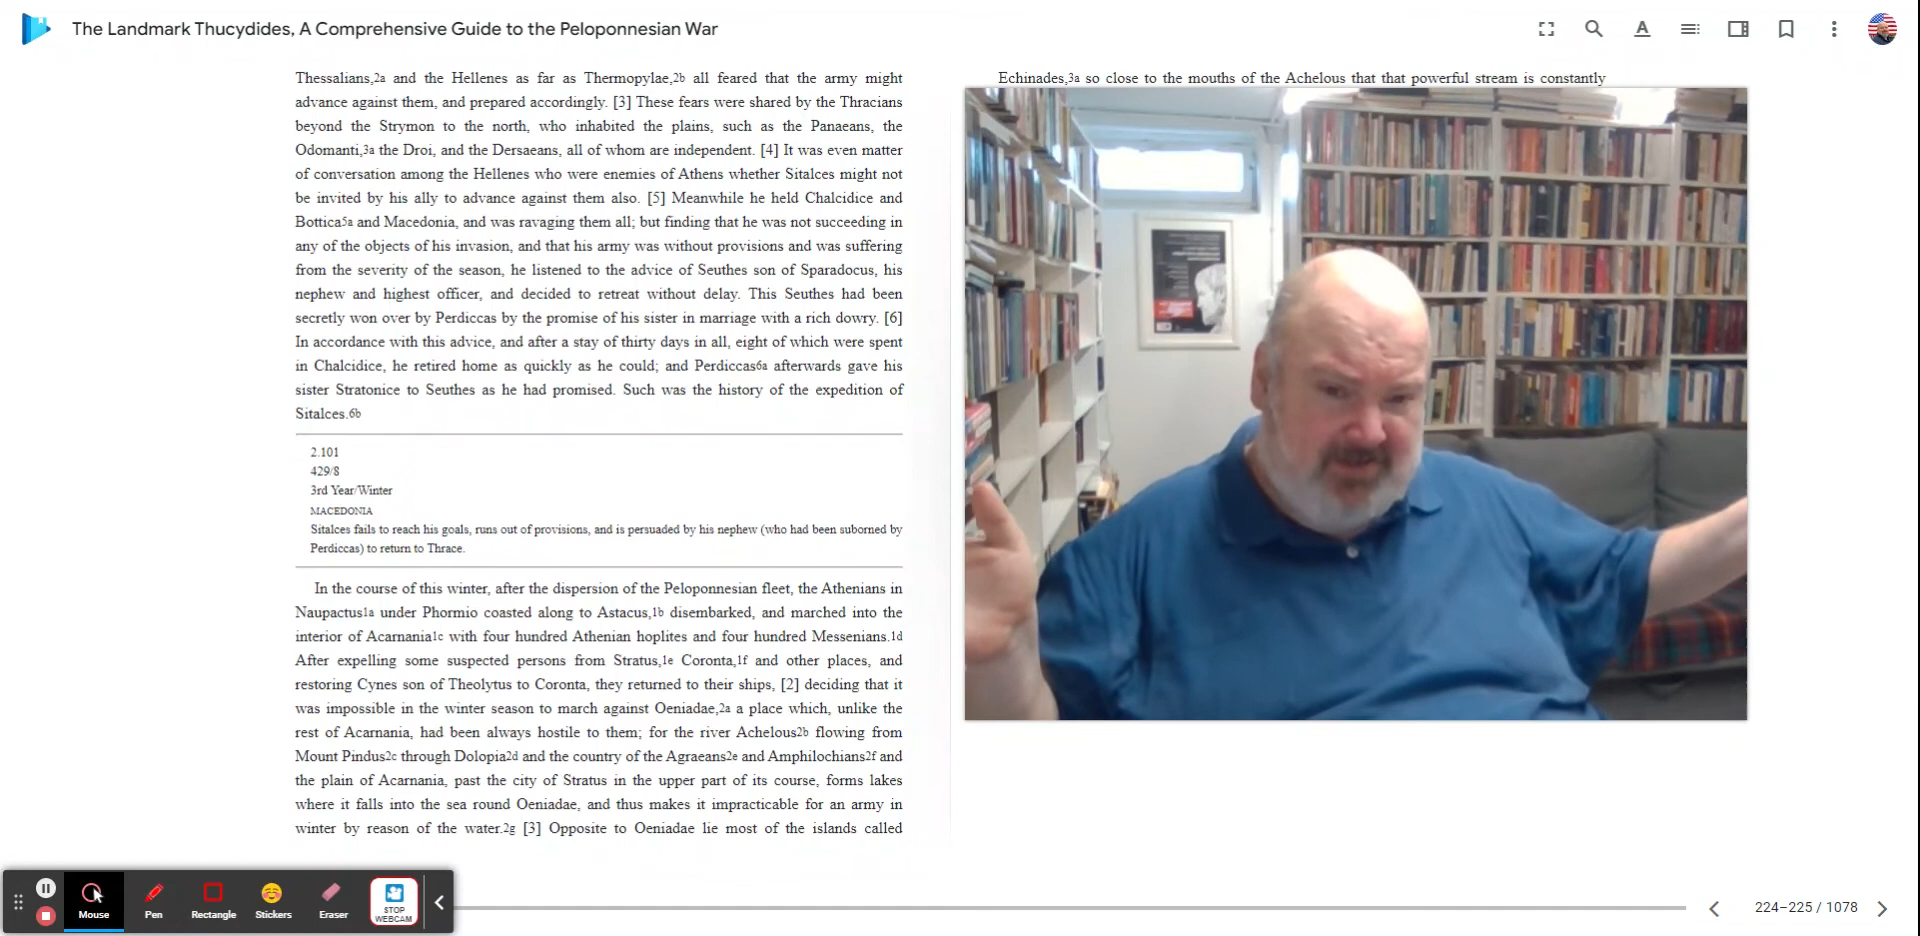 The Landmark Thucydides, A Comprehensive Guide to the Peloponnesian War
Thessalians,2a and the Hellenes as far as Thermopylae,2b all feared that the army might
advance against them, and prepared accordingly. [3] These fears were shared by the Thracians
beyond the Strymon to the north, who inhabited the plains, such as the Panaeans, the
Odomanti,3a the Droi, and the Dersaeans, all of whom are independent. [4] It was even matter
of conversation among the Hellenes who were enemies of Athens whether Sitalces might not
be invited by his ally to advance against them also. [5] Meanwhile he held Chalcidice and
Bottica5a and Macedonia, and was ravaging them all; but finding that he was not succeeding in
any of the objects of his invasion, and that his army was without provisions and was suffering
from the severity of the season, he listened to the advice of Seuthes son of Sparadocus, his
nephew and highest officer, and decided to retreat without delay. This Seuthes had been
secretly won over by Perdiccas by the promise of his sister in marriage with a rich dowry. [6]
In accordance with this advice, and after a stay of thirty days in all, eight of which were spent
in Chalcidice, he retired home as quickly as he could; and Perdiccas6a afterwards gave his
sister Stratonice to Seuthes as he had promised. Such was the history of the expedition of
Sitalces.6b
2.101
429/8
3rd Year/Winter
MACEDONIA
Sitalces fails to reach his goals, runs out of provisions, and is persuaded by his nephew (who had been suborned by
Perdiccas) to return to Thrace.
In the course of this winter, after the dispersion of the Peloponnesian fleet, the Athenians in
Naupactus1a under Phormio coasted along to Astacus,1b disembarked, and marched into the
interior of Acarnania1c with four hundred Athenian hoplites and four hundred Messenians.1d
After expelling some suspected persons from Stratus,1e Coronta,1f and other places, and
restoring Cynes son of Theolytus to Coronta, they returned to their ships, [2] deciding that it
was impossible in the winter season to march against Oeniadae,2a a place which, unlike the
rest of Acarnania, had been always hostile to them; for the river Achelous2b flowing from
Mount Pindus2c through Dolopia2d and the country of the Agraeans2e and Amphilochians2f and
the plain of Acarnania, past the city of Stratus in the upper part of its course, forms lakes
where it falls into the sea round Oeniadae, and thus makes it impracticable for an army in
winter by reason of the water.2g [3] Opposite to Oeniadae lie most of the islands called
Echinades,3a so close to the mouths of the Achelous that that powerful stream is constantly
Mouse
Pen
Rectangle
Stickers
Eraser
STOP
WEBCAM
224–225 / 1078